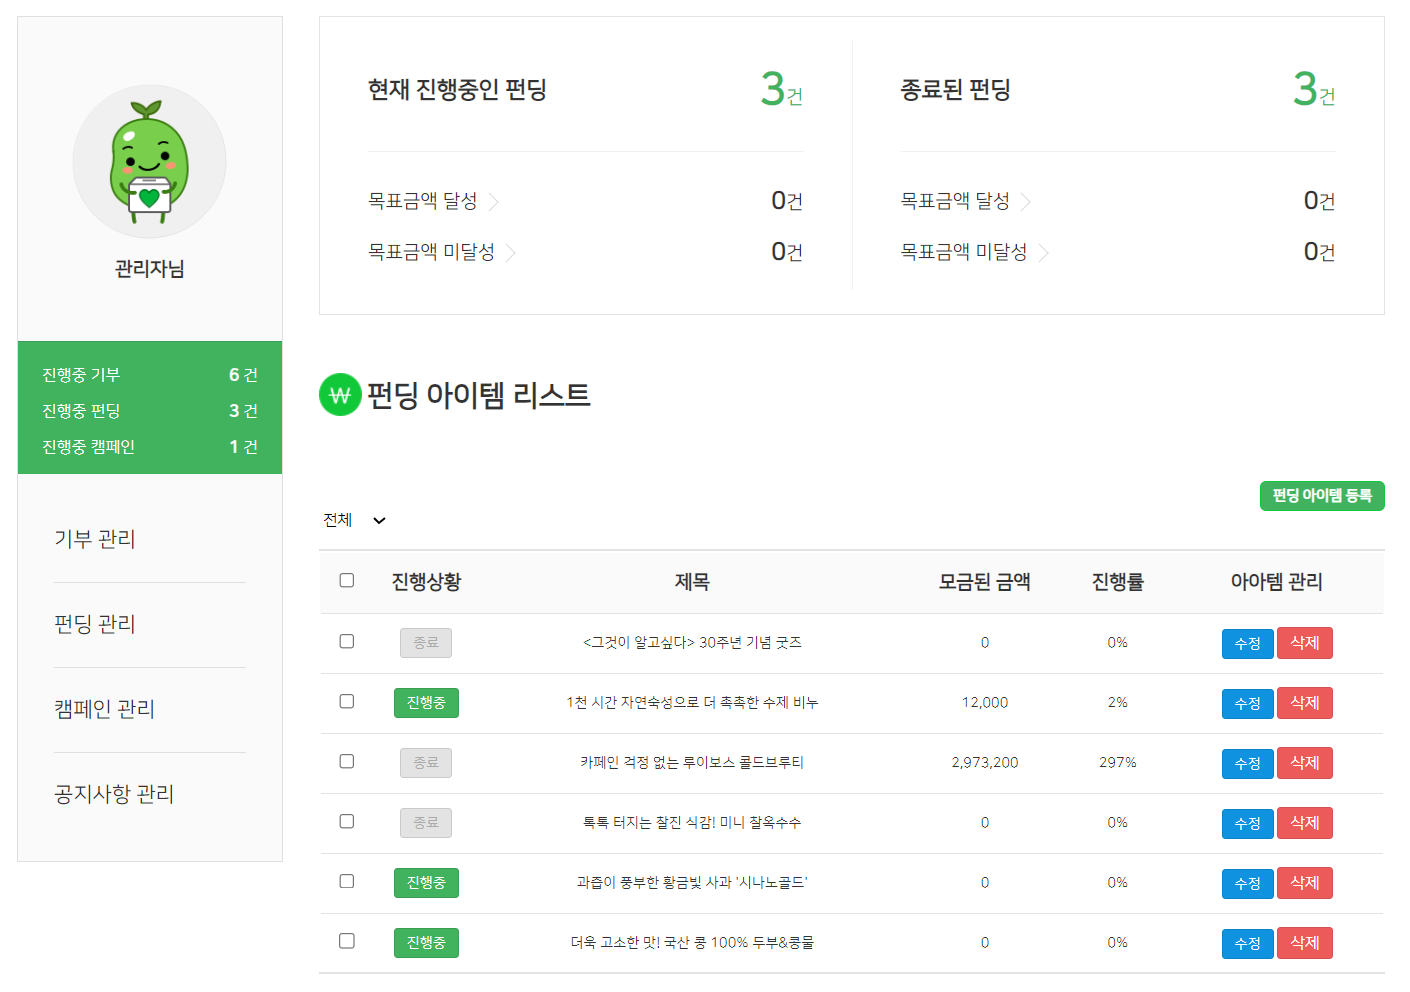 관리자님
진행중 기부 6 건
진행중 펀딩 3 건
진행중 캠페인 1 건
기부 관리
펀딩 관리
캠페인 관리
공지사항 관리
현재 진행중인 펀딩 3건
목표금액 달성 0건
목표금액 미달성 0건
종료된 펀딩 3건
목표금액 달성 0건
목표금액 미달성 0건
₩ 펀딩 아이템 리스트
펀딩 아이템 등록
전체
진행상황 제목 모금된 금액 진행률 아아템 관리
종료 <그것이 알고싶다> 30주년 기념 굿즈 0 0% 수정 삭제
진행중 1천 시간 자연숙성으로 더 촉촉한 수제 비누 12,000 2% 수정 삭제
종료 카페인 걱정 없는 루이보스 콜드브루티 2,973,200 297% 수정 삭제
종료 톡톡 터지는 찰진 식감! 미니 찰옥수수 0 0% 수정 삭제
진행중 과즙이 풍부한 황금빛 사과 '시나노골드' 0 0% 수정 삭제
진행중 더욱 고소한 맛! 국산 콩 100% 두부&콩물 0 0% 수정 삭제